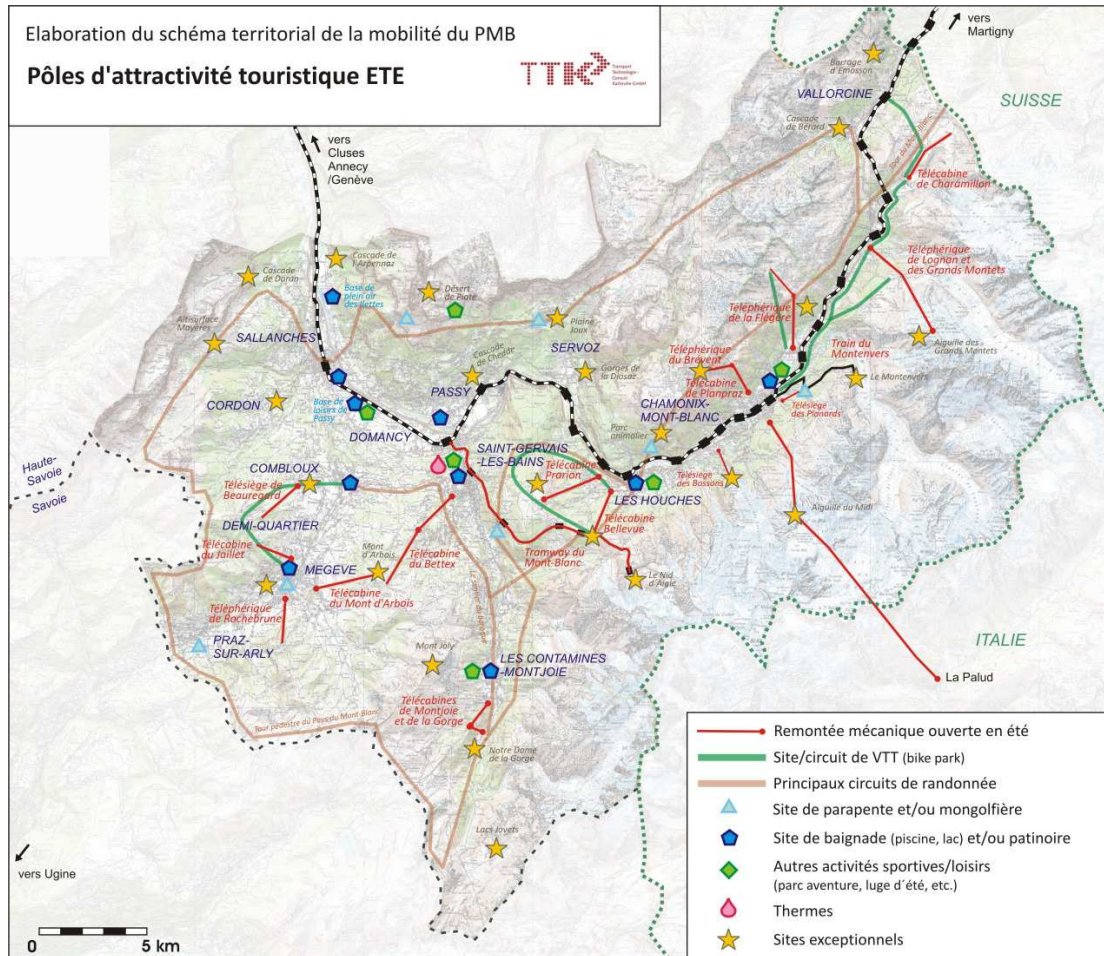 Elaboration du schéma territorial de la mobilité du PMB
Pôles d'attractivité touristique ETE
TTK
Transport
Technologie-
Consult
Karlsruhe GmbH
vers
Martigny
Barrage
d'Emosson
VALLORCINE
SUISSE
Cascade
de Bérard
Tour du Mont-Blanc
vers
Cluses
Annecy
/Genève
Télécabine
de Charamillon
Cascade de
l'Arpennaz
Cascade
de Doran
Base de
plein air
des Ilettes
Désert
de Platé
Téléphérique
de Lognan et
des Grands Montets
Altisurface
Mayères
SALLANCHES
Plaine
Joux
Téléphérique
de la Flégère
SERVOZ
Cascade
de Chedde
Train du
Montenvers
Aiguille des
Grands Montets
Téléphérique
du Brévent
Gorges de
la Diosaz
Le Montenvers
PASSY
Télécabine
de Planpraz
CORDON
Base de
loisirs de
Passy
CHAMONIX-
MONT-BLANC
Télésiège
des Planards
DOMANCY
Parc
animalier
SAINT-GERVAIS
-LES-BAINS
Haute-
Savoie
Savoie
COMBLOUX
Télécabine
Prarion
Télésiège
des Bossons
Télésiège de
Beauregard
LES HOUCHES
Aiguille du Midi
DEMI-QUARTIER
Télécabine
Bellevue
Télécabine
du Jaillet
Mont
d'Arbois
Télécabine
du Bettex
Tramway du
Mont-Blanc
MEGEVE
Le Nid
d'Aigle
Télécabine
du Mont d'Arbois
Téléphérique
de Rochebrune
PRAZ-
SUR-ARLY
ITALIE
Mont Joly
LES CONTAMINES
-MONTJOIE
La Palud
Télécabines
de Montjoie
et de la Gorge
Tour pédestre du Pays du Mont-Blanc
Notre Dame
de la Gorge
Lacs Jovets
vers Ugine
0
5 km
Remontée mécanique ouverte en été
Site/circuit de VTT (bike park)
Principaux circuits de randonnée
Site de parapente et/ou mongolfière
Site de baignade (piscine, lac) et/ou patinoire
Autres activités sportives/loisirs
(parc aventure, luge d´été, etc.)
Thermes
Sites exceptionnels